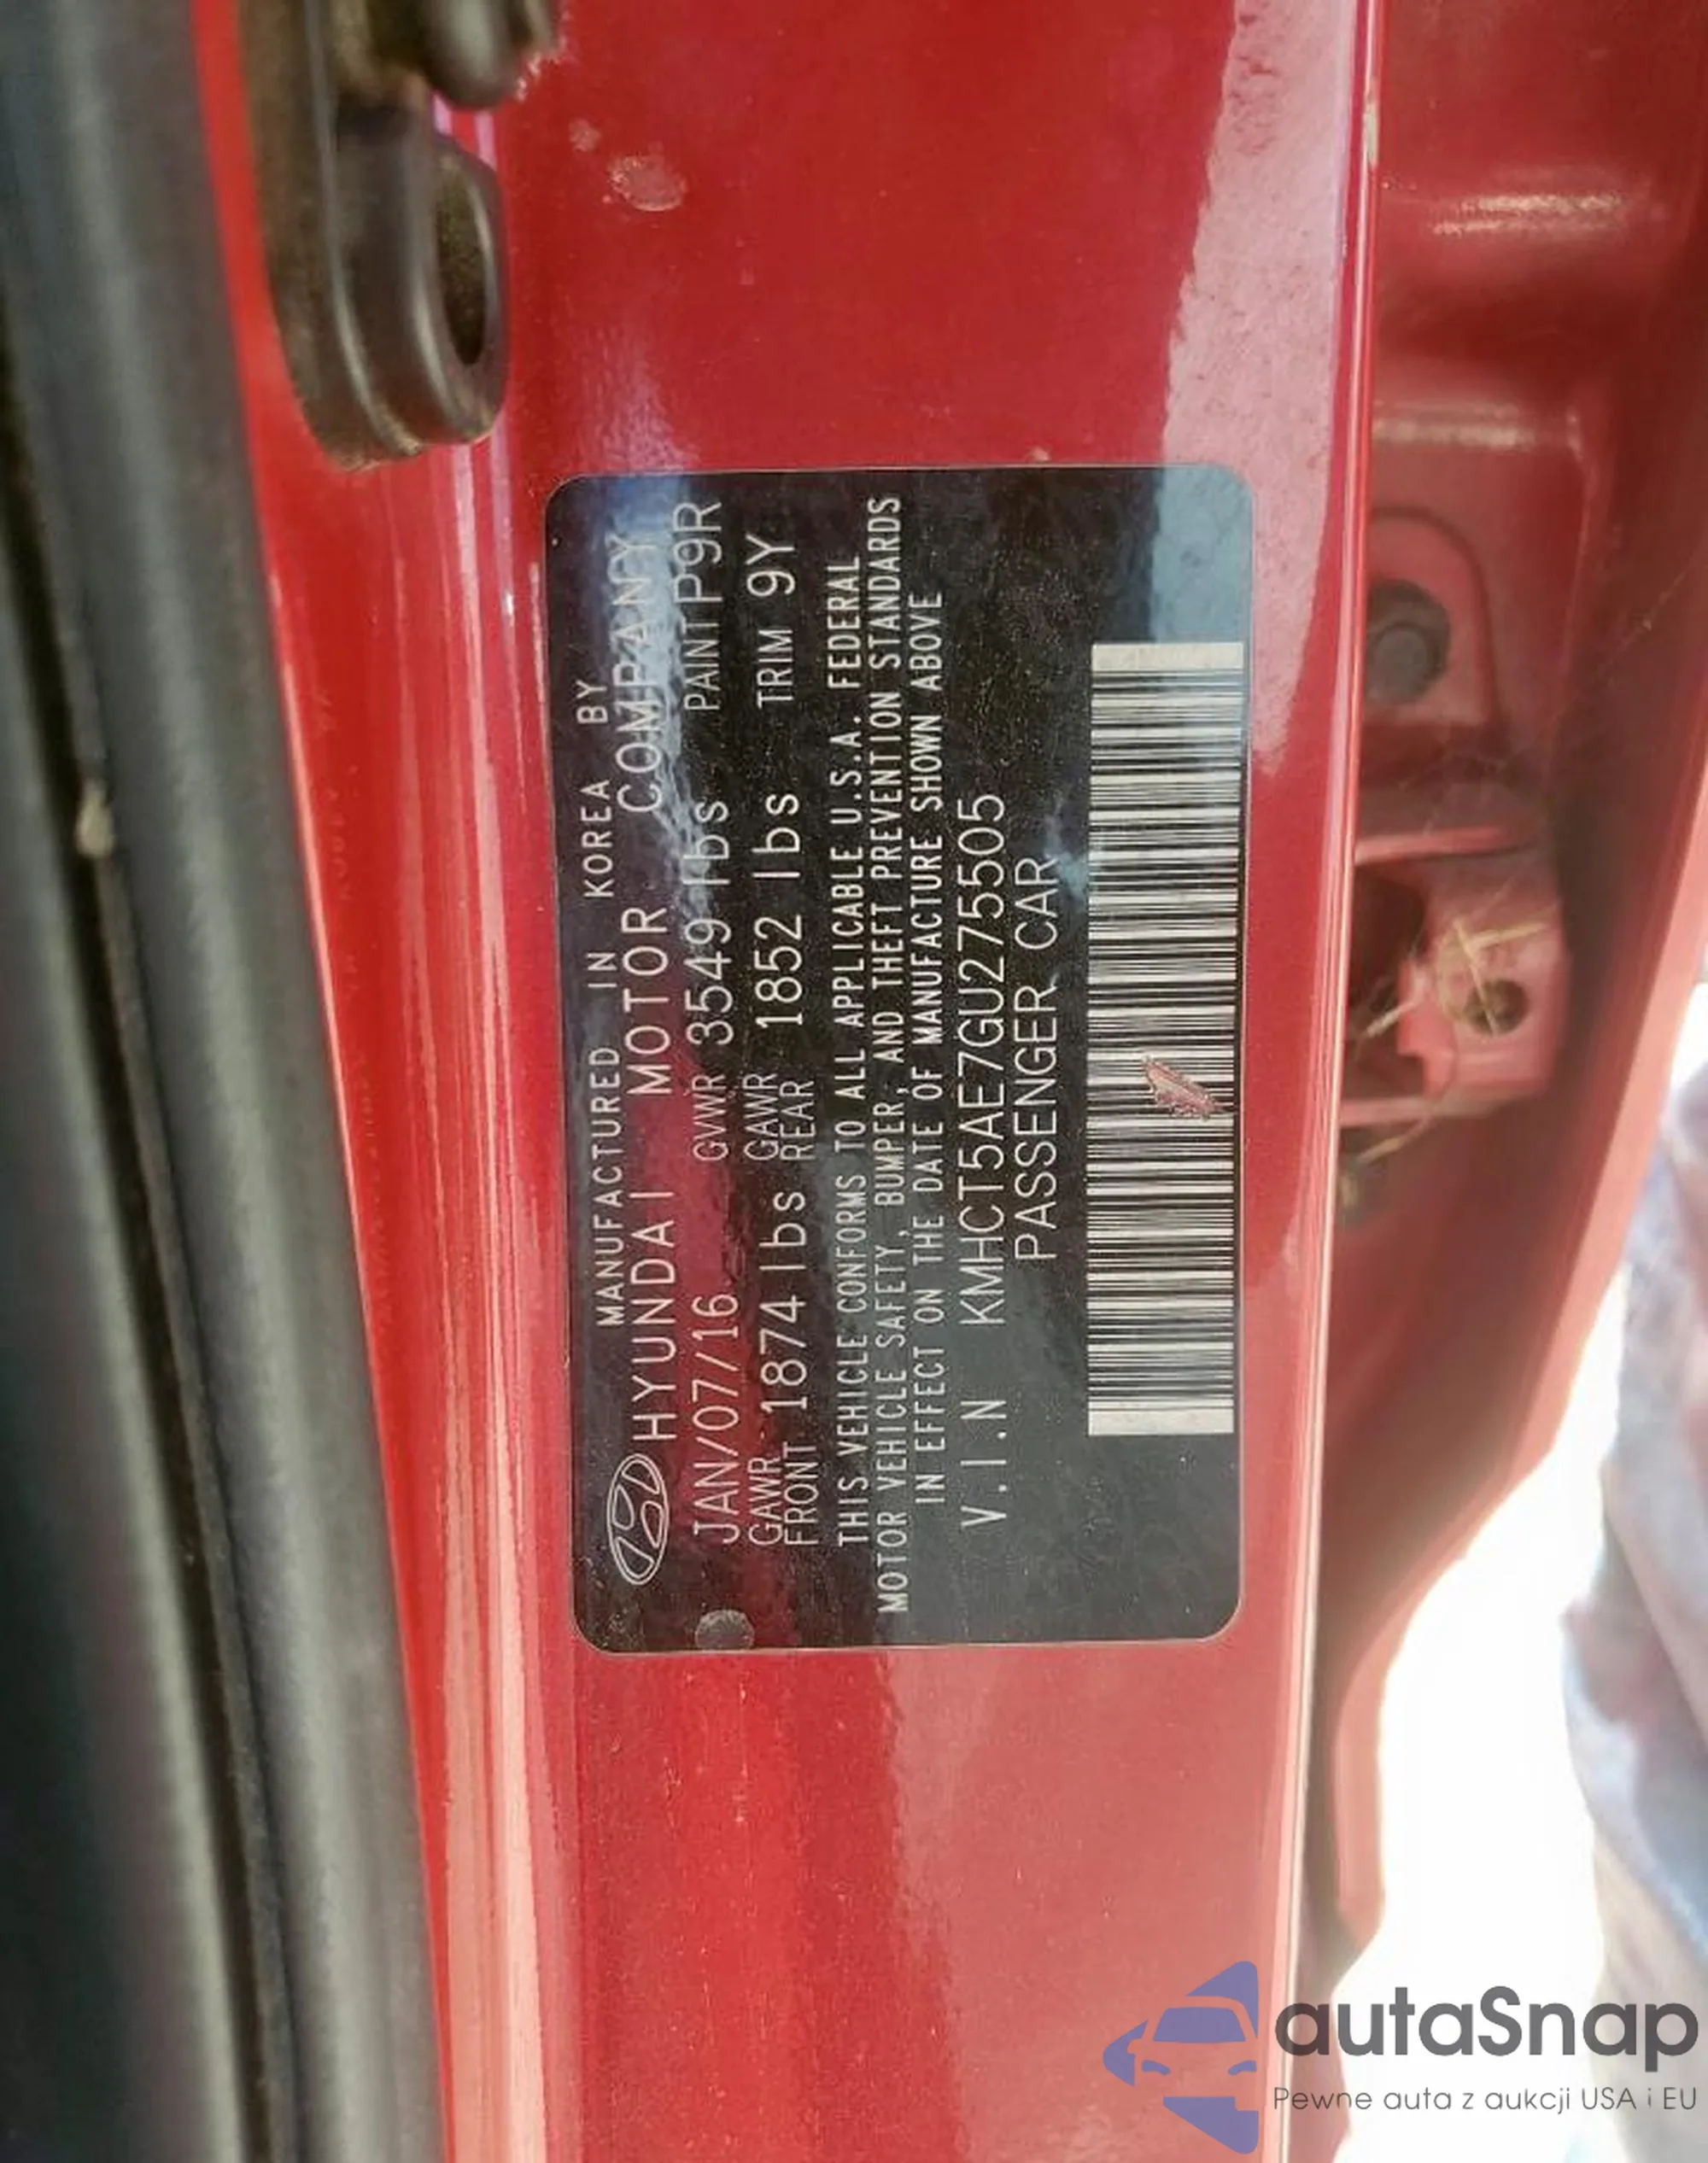 MANUFACTURED IN KOREA BY
HYUNDAI MOTOR COMPANY
JAN/07/16 GVWR 3549 lbs PAINT P9R
GAWR FRONT 1874 lbs GAWR REAR 1852 lbs TRIM 9Y
THIS VEHICLE CONFORMS TO ALL APPLICABLE U.S.A. FEDERAL
MOTOR VEHICLE SAFETY, BUMPER, AND THEFT PREVENTION STANDARDS
IN EFFECT ON THE DATE OF MANUFACTURE SHOWN ABOVE
V.I.N KMHCT5AE7GU275505
PASSENGER CAR
autaSnap
Pewne auta z aukcji USA i EU